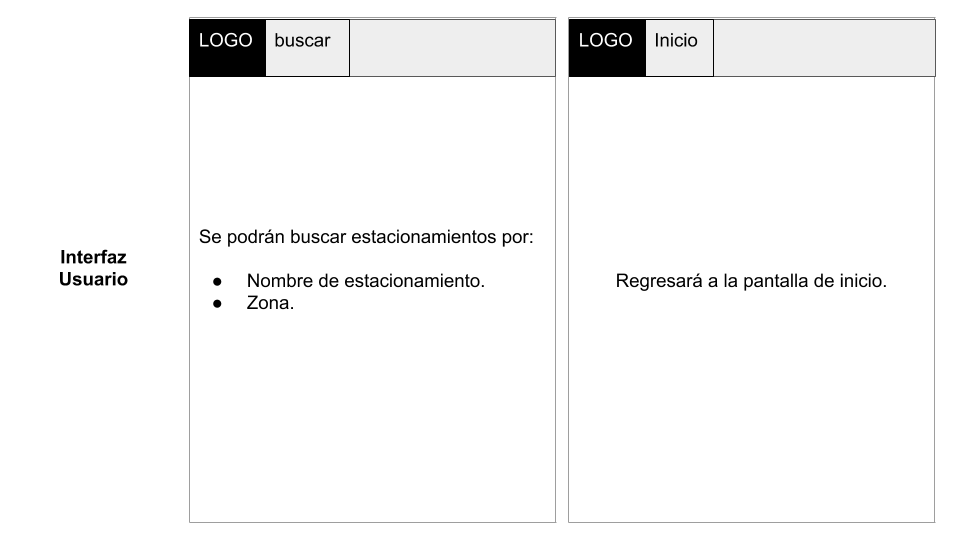 LOGO buscar
LOGO Inicio
Interfaz
Usuario
Se podrán buscar estacionamientos por:
● Nombre de estacionamiento.
● Zona.
Regresará a la pantalla de inicio.